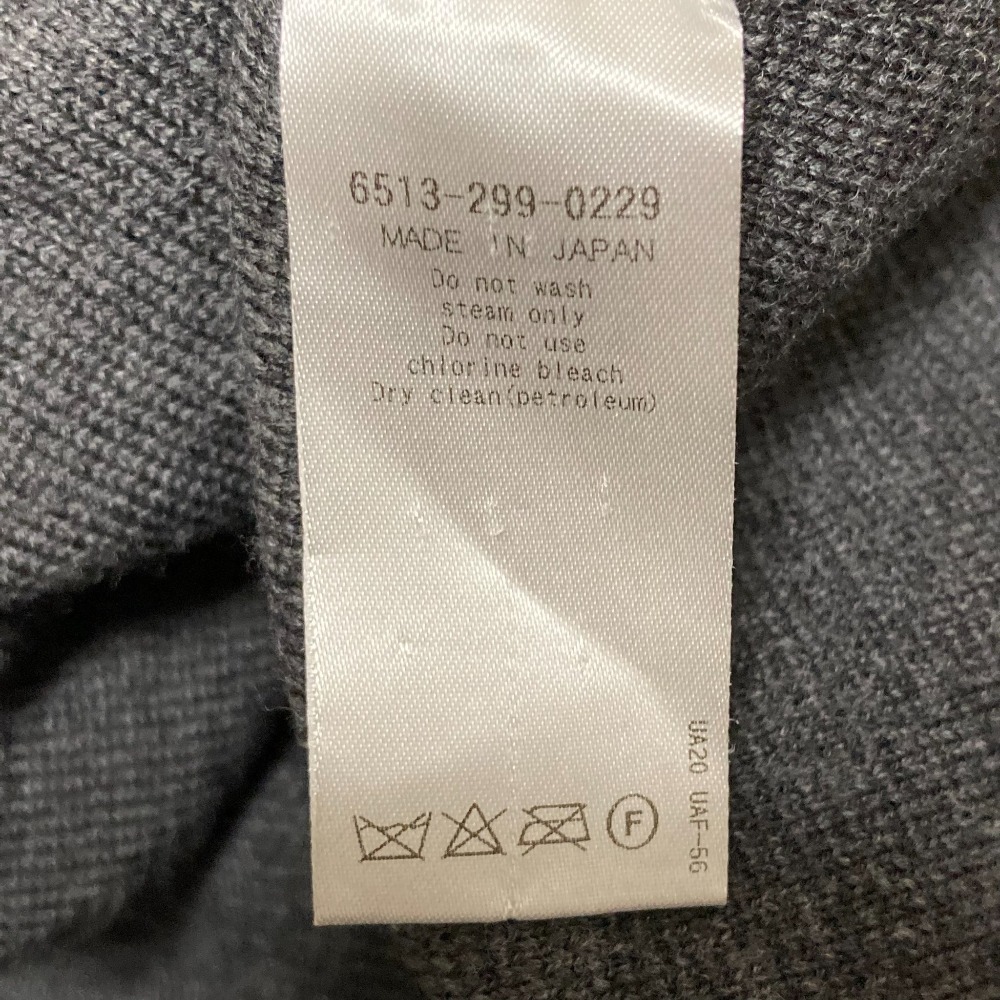 6513-299-0229
MADE IN JAPAN
Do not wash
steam only
Do not use
chlorine bleach
Dry clean(petroleum)
F
UA20 UAF-56